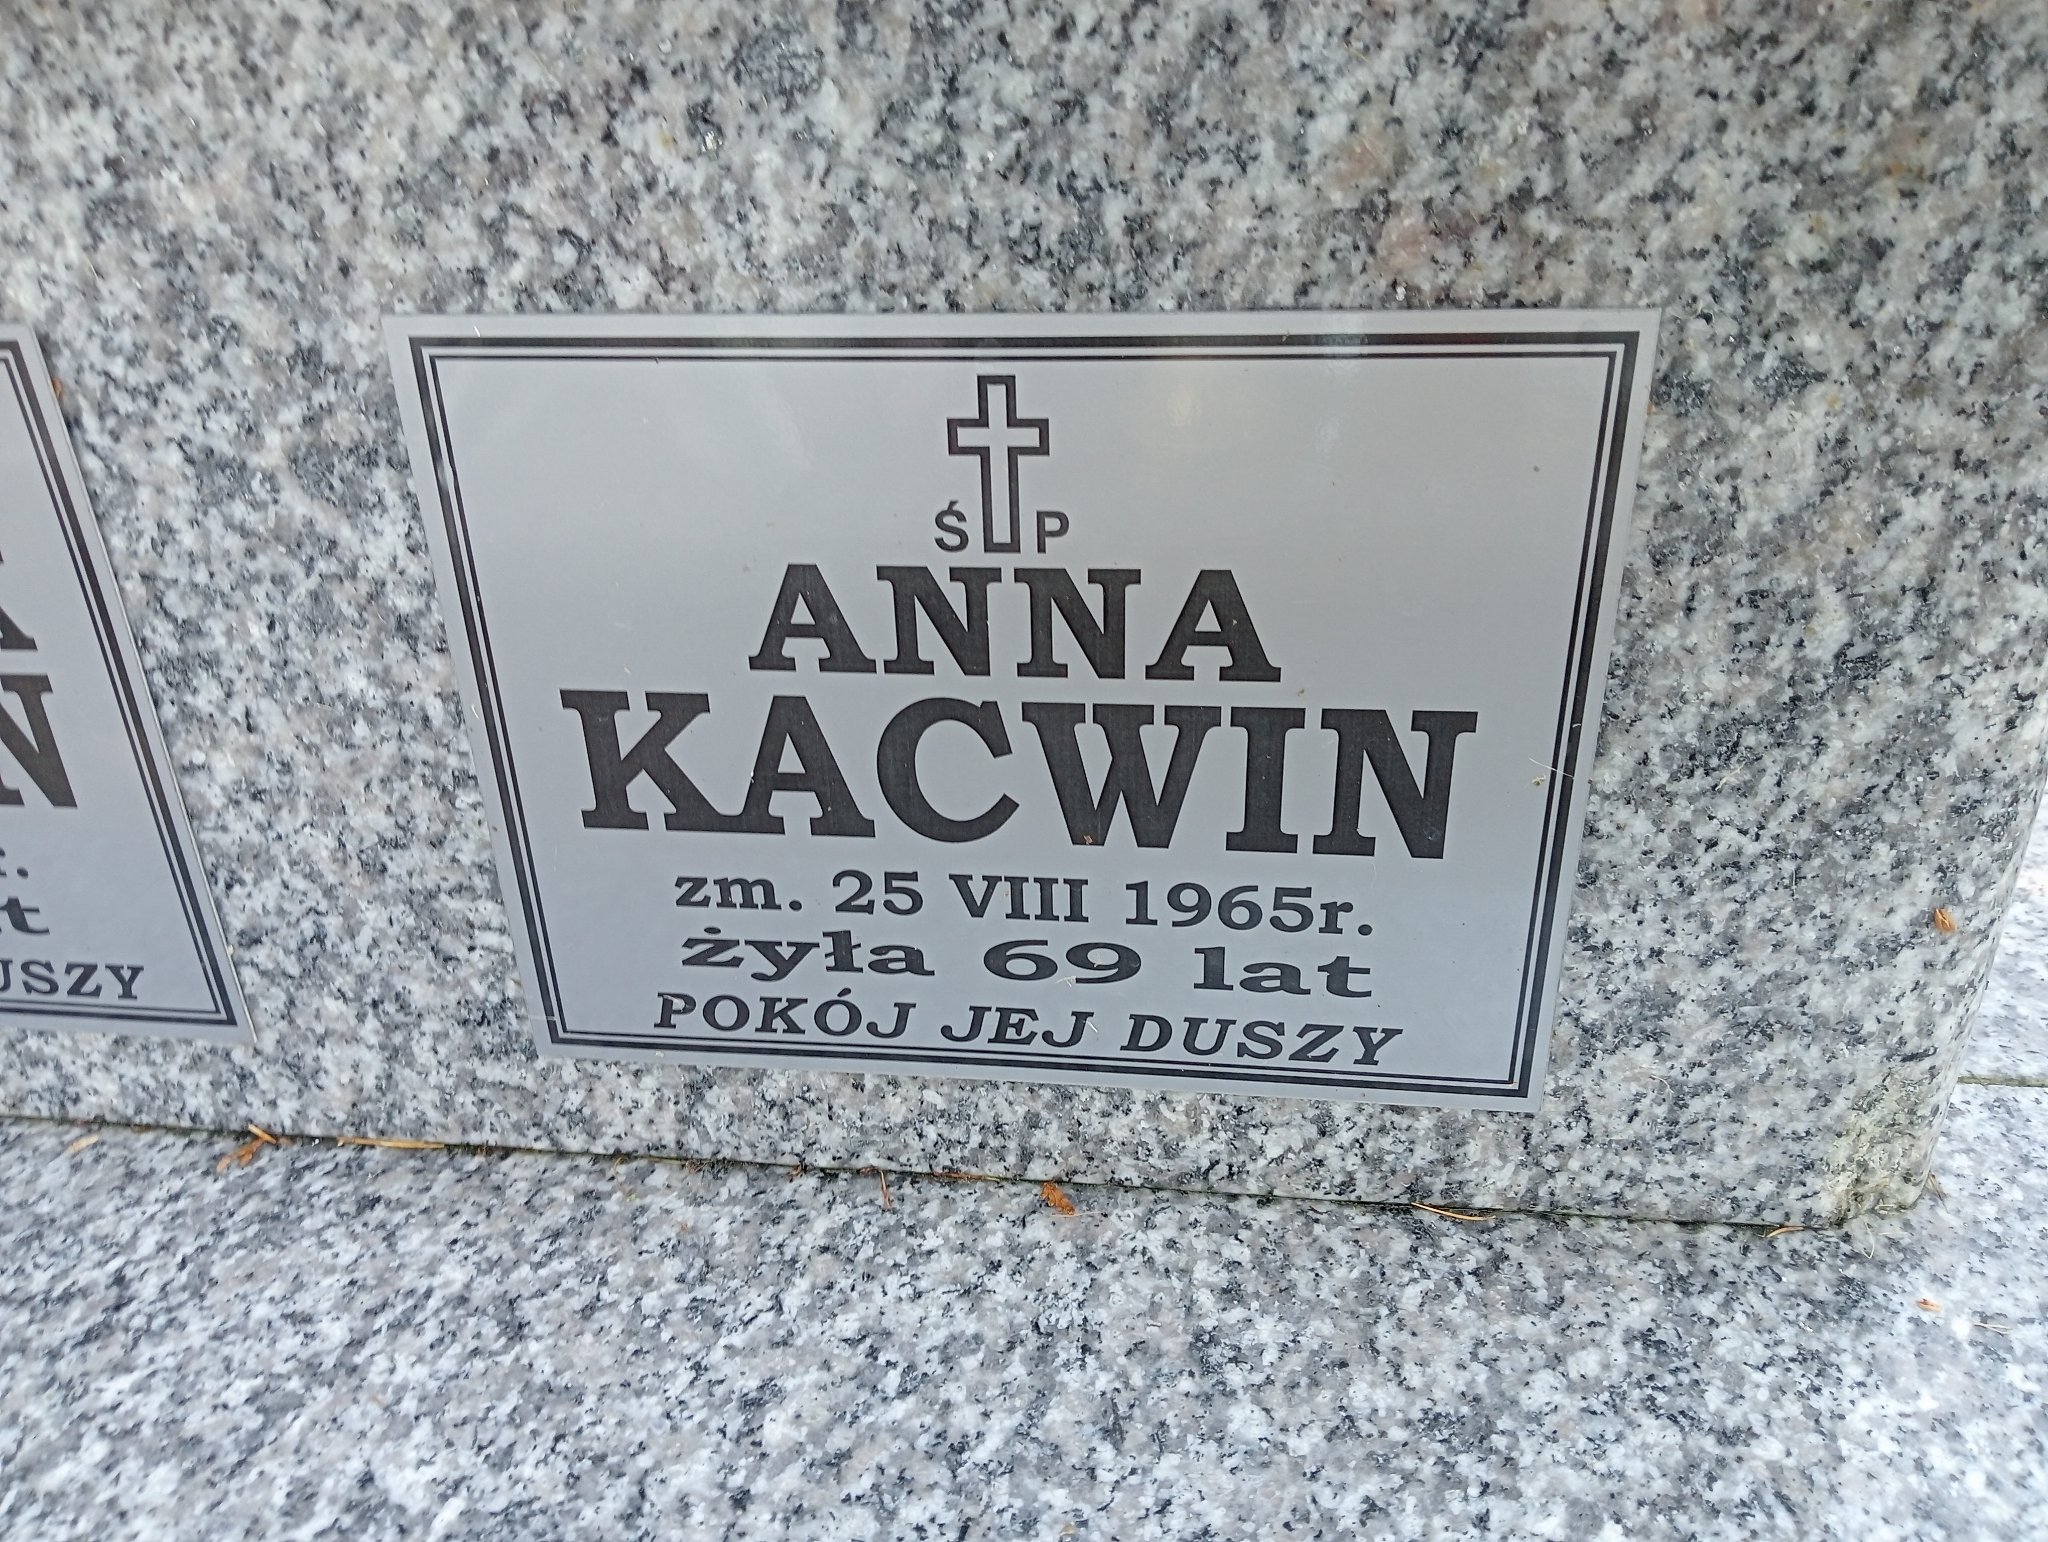 Ś P
ANNA
KACWIN
zm. 25 VIII 1965r.
żyła 69 lat
POKÓJ JEJ DUSZY